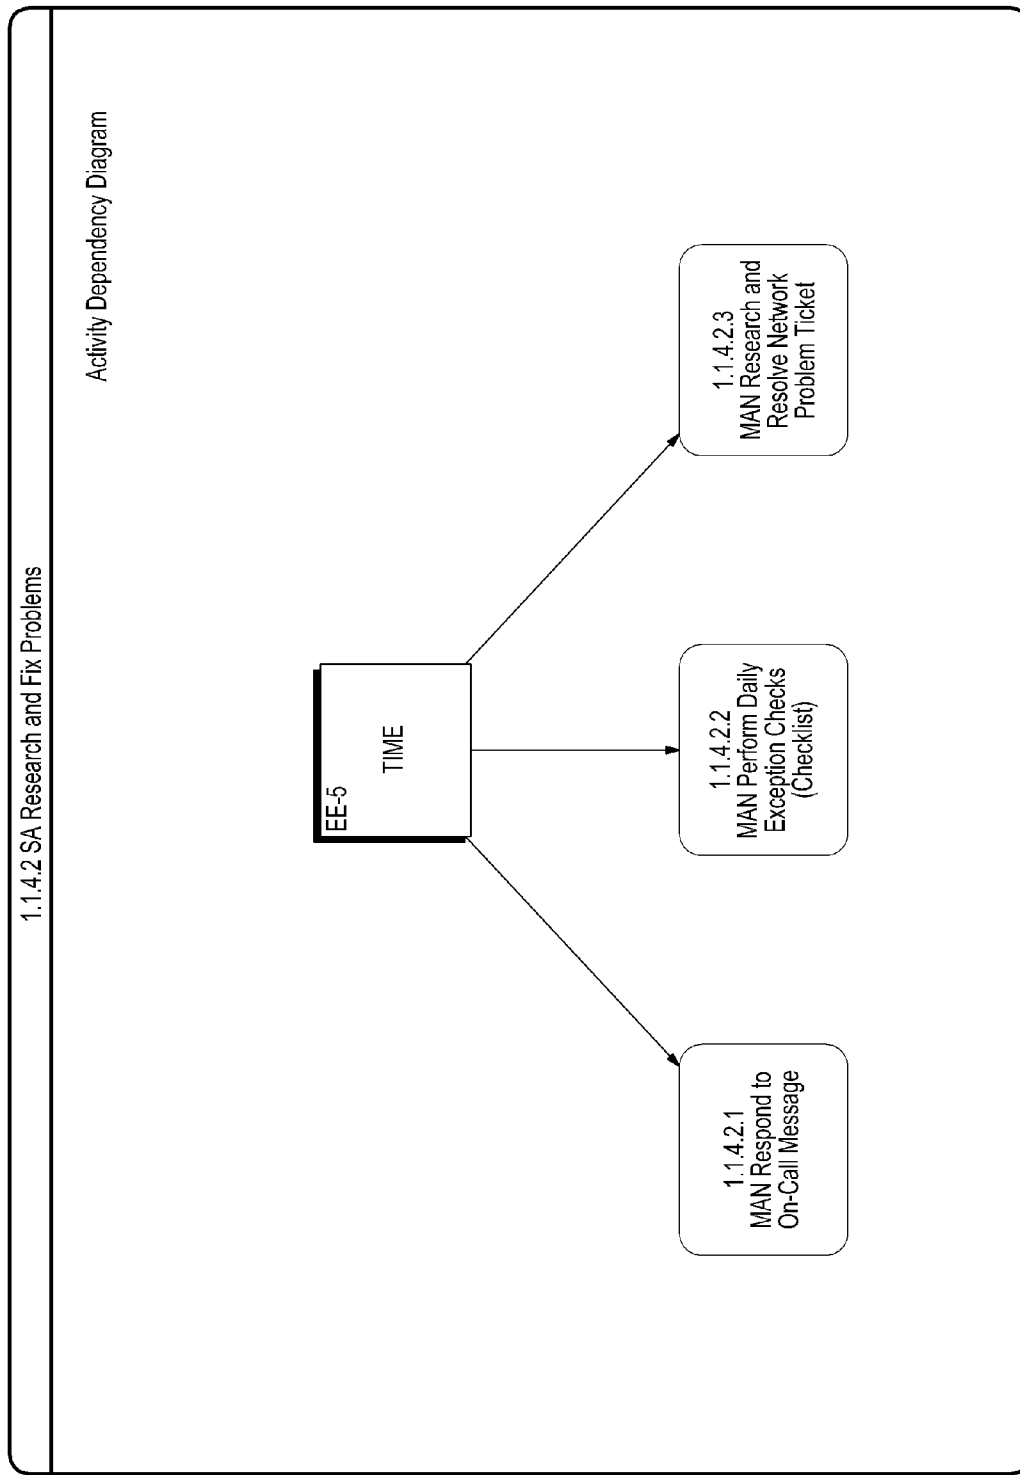 1.1.4.2 SA Research and Fix Problems
Activity Dependency Diagram
EE-5
TIME
1.1.4.2.1
MAN Respond to
On-Call Message
1.1.4.2.2
MAN Perform Daily
Exception Checks
(Checklist)
1.1.4.2.3
MAN Research and
Resolve Network
Problem Ticket